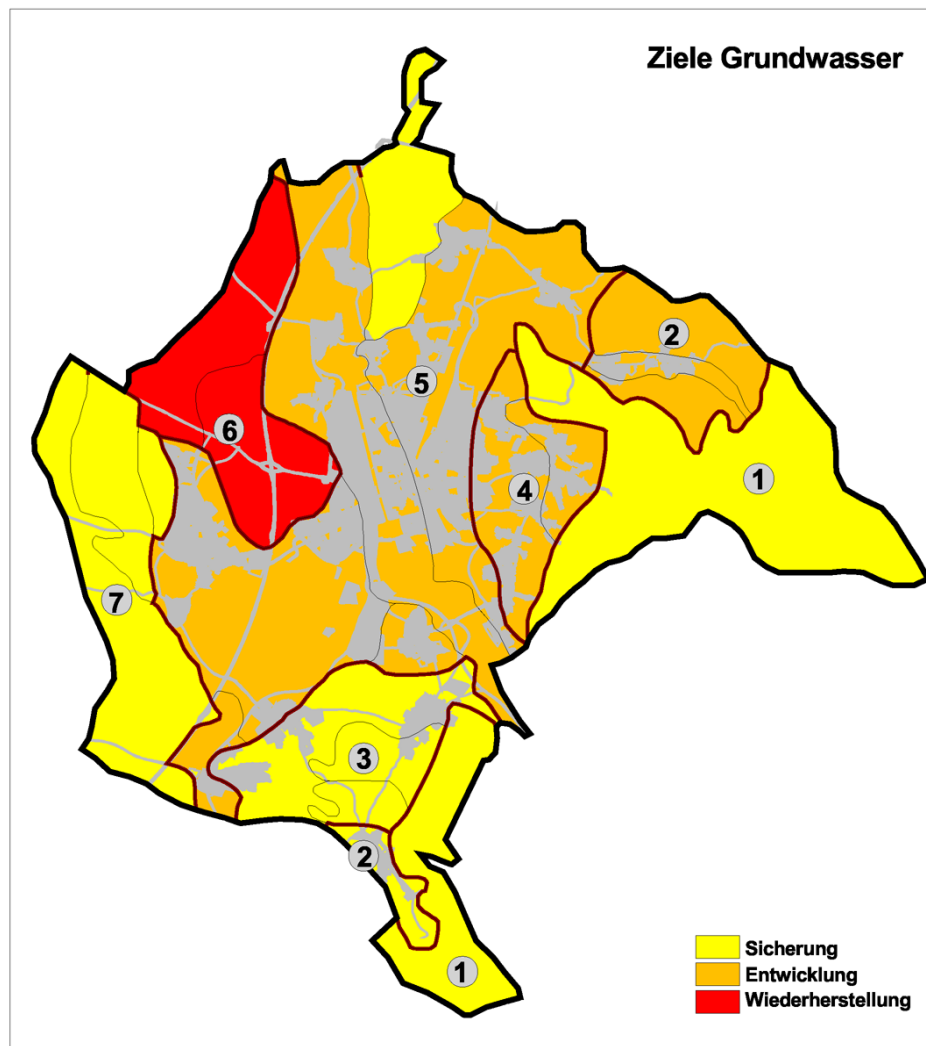 Ziele Grundwasser
2
5
6
1
4
7
3
2
1
Sicherung
Entwicklung
Wiederherstellung